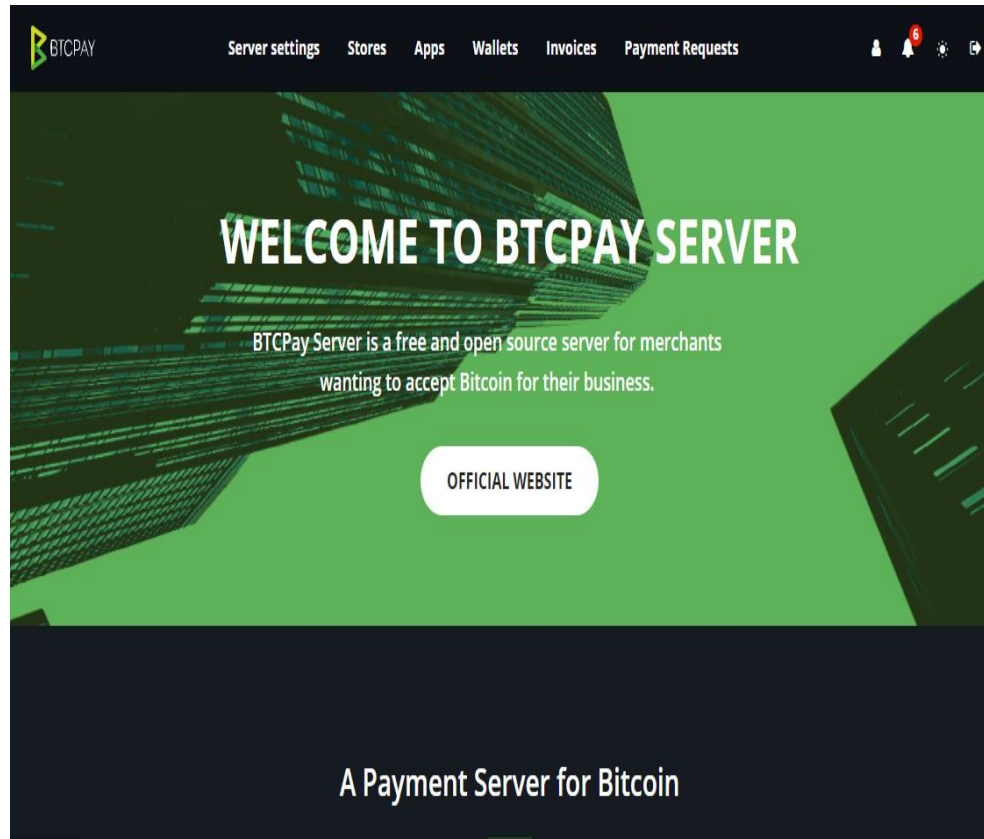 BTCPAY
Server settings Stores Apps Wallets Invoices Payment Requests
6
WELCOME TO BTCPAY SERVER
BTCPay Server is a free and open source server for merchants
wanting to accept Bitcoin for their business.
OFFICIAL WEBSITE
A Payment Server for Bitcoin